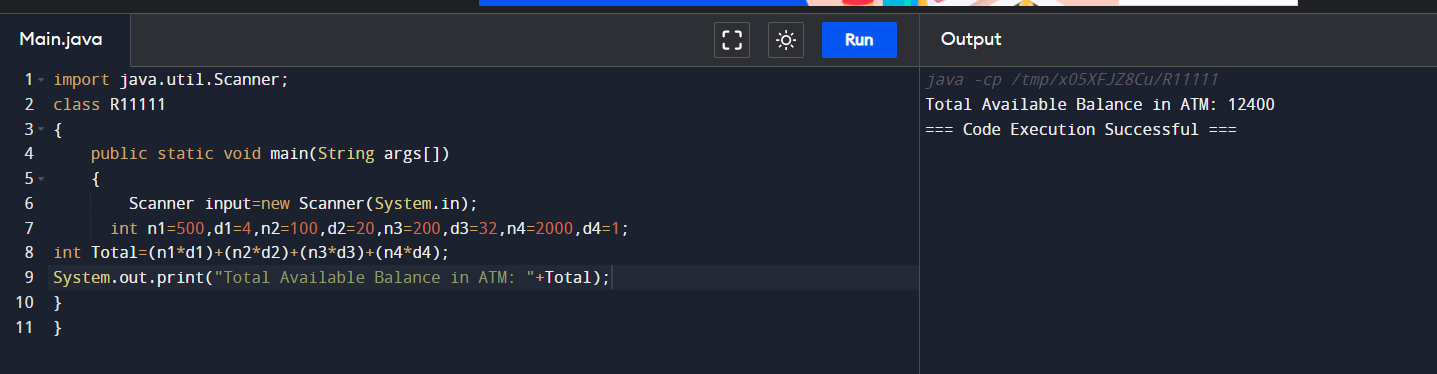 Main.java
Run
Output
1 import java.util.Scanner;
2 class R11111
3 {
4 public static void main(String args[])
5 {
6 Scanner input=new Scanner(System.in);
7 int n1=500,d1=4,n2=100,d2=20,n3=200,d3=32,n4=2000,d4=1;
8 int Total=(n1*d1)+(n2*d2)+(n3*d3)+(n4*d4);
9 System.out.print("Total Available Balance in ATM: "+Total);
10 }
11 }
java -cp /tmp/x05XFJZ8Cu/R11111
Total Available Balance in ATM: 12400
=== Code Execution Successful ===